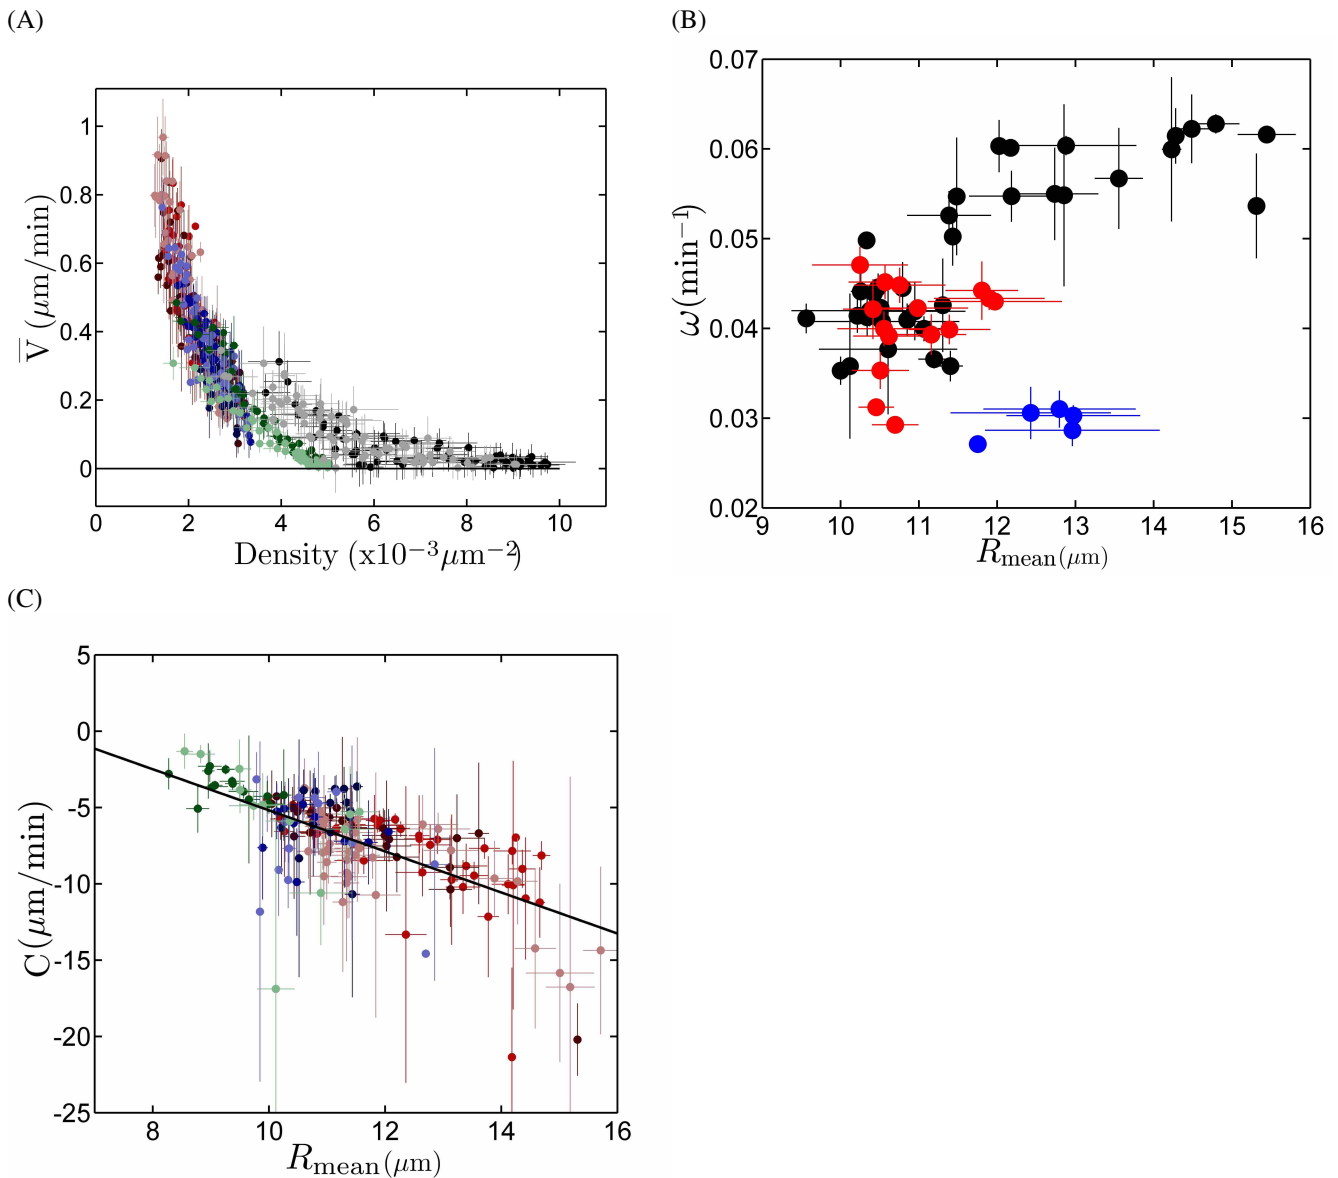 (A)
1
0.8
0.6
0.4
0.2
0
V̅ (μm/min)
0 2 4 6 8 10
Density (x10⁻³μm⁻²)
(B)
0.07
0.06
0.05
0.04
0.03
0.02
ω(min⁻¹)
9 10 11 12 13 14 15 16
R_mean(μm)
(C)
5
0
-5
-10
-15
-20
-25
C(μm/min)
8 10 12 14 16
R_mean(μm)